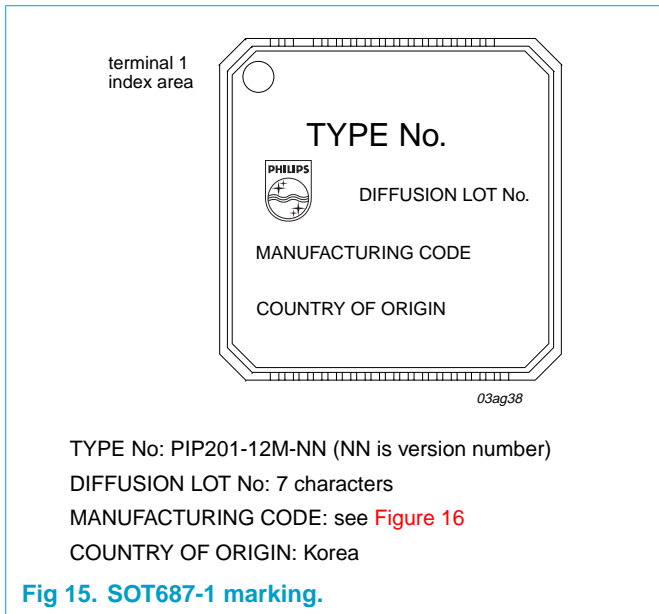 terminal 1
index area
TYPE No.
PHILIPS
DIFFUSION LOT No.
MANUFACTURING CODE
COUNTRY OF ORIGIN
03ag38
TYPE No: PIP201-12M-NN (NN is version number)
DIFFUSION LOT No: 7 characters
MANUFACTURING CODE: see Figure 16
COUNTRY OF ORIGIN: Korea
Fig 15. SOT687-1 marking.